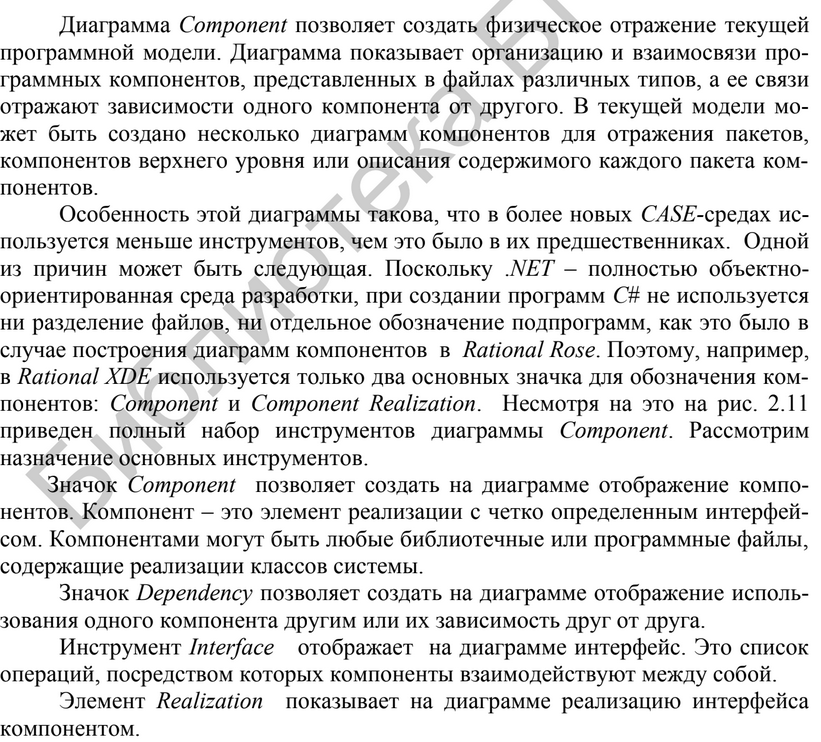 Диаграмма Component позволяет создать физическое отражение текущей
программной модели. Диаграмма показывает организацию и взаимосвязи про-
граммных компонентов, представленных в файлах различных типов, а ее связи
отражают зависимости одного компонента от другого. В текущей модели мо-
жет быть создано несколько диаграмм компонентов для отражения пакетов,
компонентов верхнего уровня или описания содержимого каждого пакета ком-
понентов.
Особенность этой диаграммы такова, что в более новых CASE-средах ис-
пользуется меньше инструментов, чем это было в их предшественниках. Одной
из причин может быть следующая. Поскольку .NET – полностью объектно-
ориентированная среда разработки, при создании программ C# не используется
ни разделение файлов, ни отдельное обозначение подпрограмм, как это было в
случае построения диаграмм компонентов в Rational Rose. Поэтому, например,
в Rational XDE используется только два основных значка для обозначения ком-
понентов: Component и Component Realization. Несмотря на это на рис. 2.11
приведен полный набор инструментов диаграммы Component. Рассмотрим
назначение основных инструментов.
Значок Component позволяет создать на диаграмме отображение компо-
нентов. Компонент – это элемент реализации с четко определенным интерфей-
сом. Компонентами могут быть любые библиотечные или программные файлы,
содержащие реализации классов системы.
Значок Dependency позволяет создать на диаграмме отображение исполь-
зования одного компонента другим или их зависимость друг от друга.
Инструмент Interface отображает на диаграмме интерфейс. Это список
операций, посредством которых компоненты взаимодействуют между собой.
Элемент Realization показывает на диаграмме реализацию интерфейса
компонентом.
Библиотека